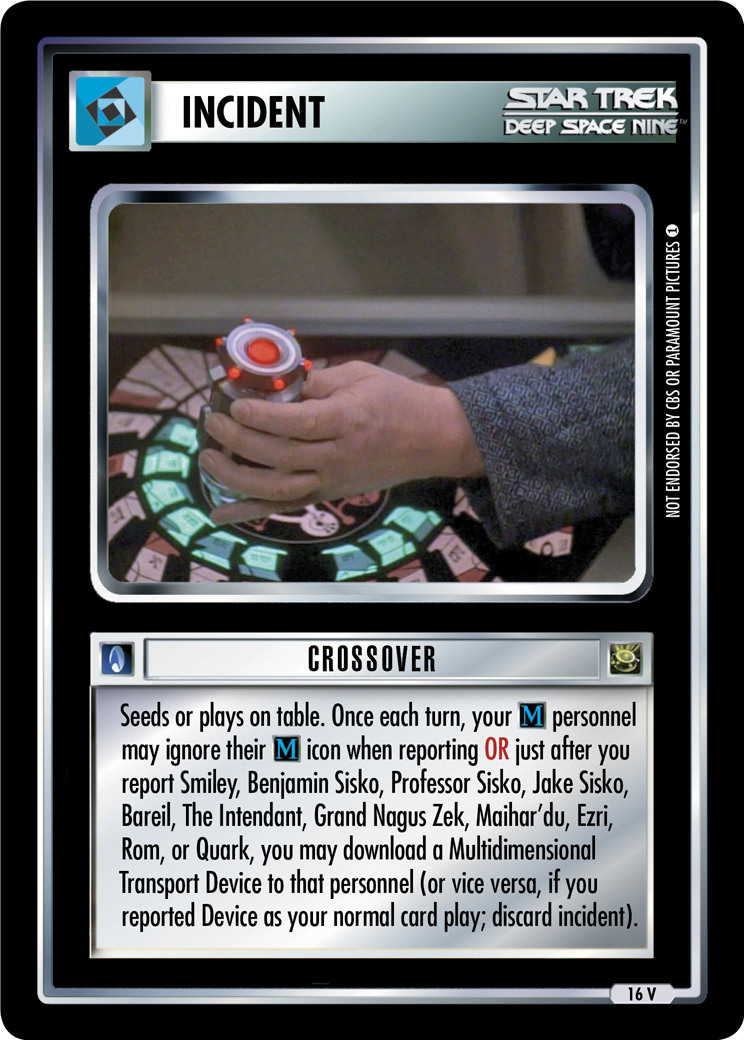 INCIDENT
STAR TREK
DEEP SPACE NINE™
NOT ENDORSED BY CBS OR PARAMOUNT PICTURES 1
CROSSOVER
Seeds or plays on table. Once each turn, your M personnel
may ignore their M icon when reporting OR just after you
report Smiley, Benjamin Sisko, Professor Sisko, Jake Sisko,
Bareil, The Intendant, Grand Nagus Zek, Maihar’du, Ezri,
Rom, or Quark, you may download a Multidimensional
Transport Device to that personnel (or vice versa, if you
reported Device as your normal card play; discard incident).
16 V